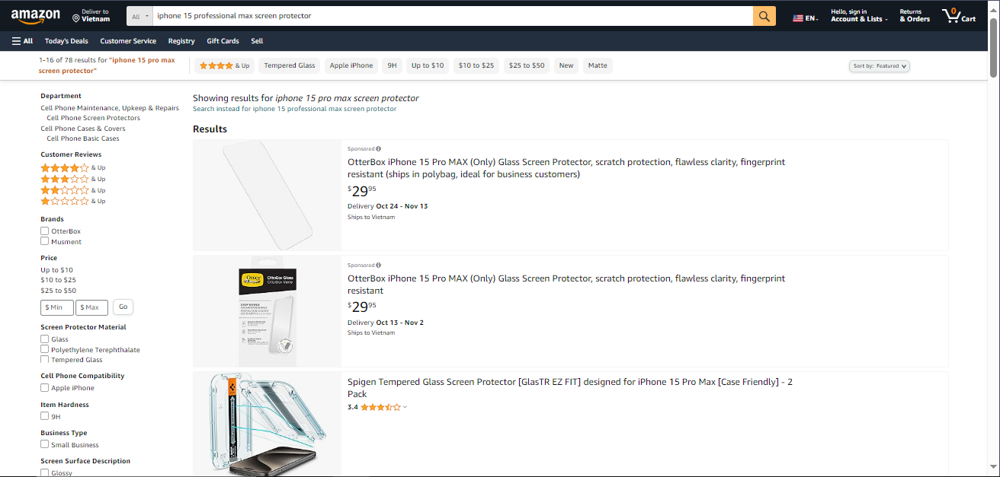 amazon
Deliver to
Vietnam
All
iphone 15 professional max screen protector
EN
Hello, sign in
Account & Lists
Returns
& Orders
0
Cart
All
Today's Deals
Customer Service
Registry
Gift Cards
Sell
1-16 of 78 results for "iphone 15 pro max
screen protector"
& Up
Tempered Glass
Apple iPhone
9H
Up to $10
$10 to $25
$25 to $50
New
Matte
Sort by: Featured
Department
Cell Phone Maintenance, Upkeep & Repairs
Cell Phone Screen Protectors
Cell Phone Cases & Covers
Cell Phone Basic Cases
Customer Reviews
& Up
& Up
& Up
& Up
Brands
OtterBox
Musment
Price
Up to $10
$10 to $25
$25 to $50
$ Min
$ Max
Go
Screen Protector Material
Glass
Polyethylene Terephthalate
Tempered Glass
Cell Phone Compatibility
Apple iPhone
Item Hardness
9H
Business Type
Small Business
Screen Surface Description
Glossy
Showing results for iphone 15 pro max screen protector
Search instead for iphone 15 professional max screen protector
Results
Sponsored
OtterBox iPhone 15 Pro MAX (Only) Glass Screen Protector, scratch protection, flawless clarity, fingerprint
resistant (ships in polybag, ideal for business customers)
$2995
Delivery Oct 24 - Nov 13
Ships to Vietnam
Otter
OtterBox Glass
OtterBox Verre
Sponsored
OtterBox iPhone 15 Pro MAX (Only) Glass Screen Protector, scratch protection, flawless clarity, fingerprint
resistant
$2995
Delivery Oct 13 - Nov 2
Ships to Vietnam
Spigen Tempered Glass Screen Protector [GlasTR EZ FIT] designed for iPhone 15 Pro Max [Case Friendly] - 2
Pack
3.4